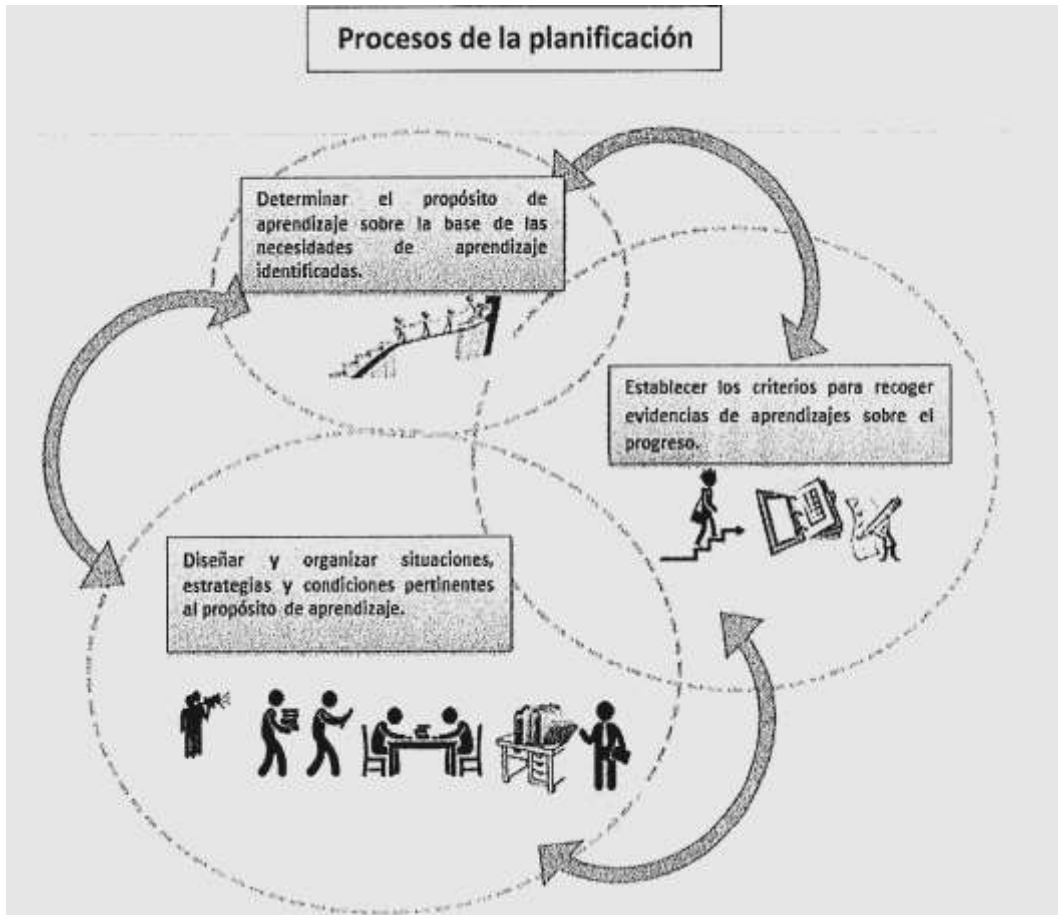 Procesos de la planificación
Determinar el propósito de
aprendizaje sobre la base de las
necesidades de aprendizaje
identificadas.
Establecer los criterios para recoger
evidencias de aprendizajes sobre el
progreso.
Diseñar y organizar situaciones,
estrategias y condiciones pertinentes
al propósito de aprendizaje.